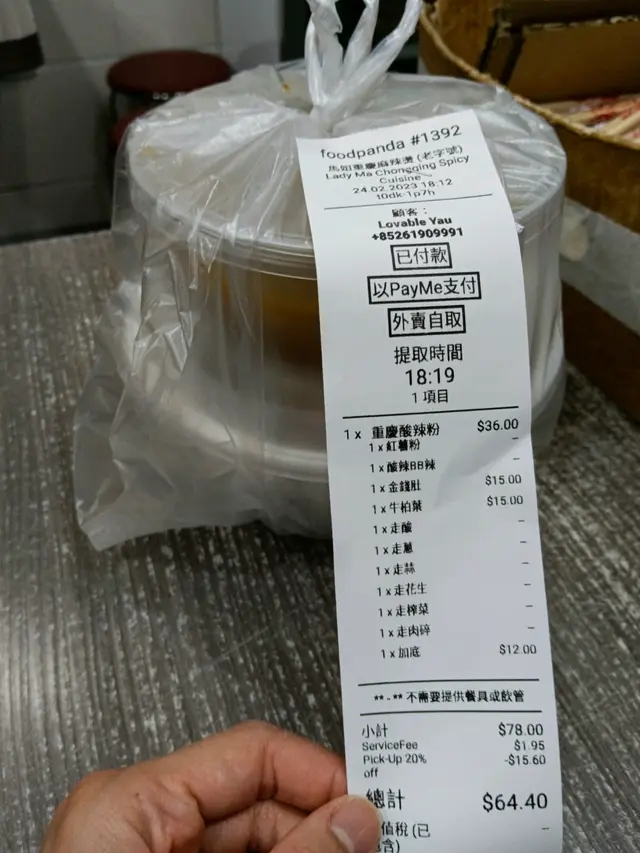 foodpanda #1392
馬姐重慶麻辣燙 (老字號)
Lady Ma Chongqing Spicy
Cuisine
24.02.2023 18:12
t0dk-1p7h
顧客：
Lovable Yau
+85261909991
已付款
以PayMe支付
外賣自取
提取時間
18:19
1 項目
1 x 重慶酸辣粉 $36.00
1 x 紅薯粉 –
1 x 酸辣BB辣 –
1 x 金錢肚 $15.00
1 x 牛柏葉 $15.00
1 x 走酸 –
1 x 走蔥 –
1 x 走蒜 –
1 x 走花生 –
1 x 走榨菜 –
1 x 走肉碎 –
1 x 加底 $12.00
** - ** 不需要提供餐具或飲管
小計 $78.00
ServiceFee $1.95
Pick-Up 20% -$15.60
off
總計 $64.40
值稅 (已 –
含)